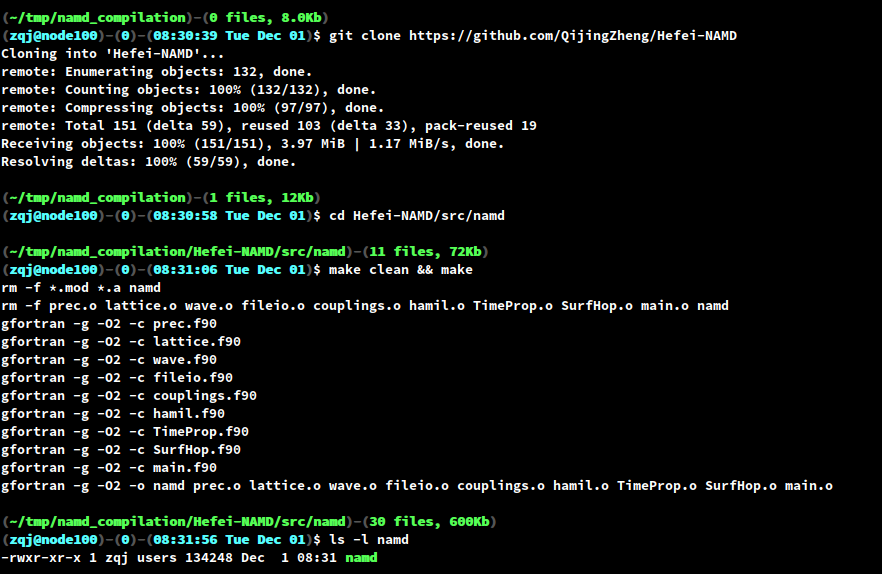 (~/tmp/namd_compilation)-(0 files, 8.0Kb)
(zqj@node100)-(0)-(08:30:39 Tue Dec 01)$ git clone https://github.com/QijingZheng/Hefei-NAMD
Cloning into 'Hefei-NAMD'...
remote: Enumerating objects: 132, done.
remote: Counting objects: 100% (132/132), done.
remote: Compressing objects: 100% (97/97), done.
remote: Total 151 (delta 59), reused 103 (delta 33), pack-reused 19
Receiving objects: 100% (151/151), 3.97 MiB | 1.17 MiB/s, done.
Resolving deltas: 100% (59/59), done.
(~/tmp/namd_compilation)-(1 files, 12Kb)
(zqj@node100)-(0)-(08:30:58 Tue Dec 01)$ cd Hefei-NAMD/src/namd
(~/tmp/namd_compilation/Hefei-NAMD/src/namd)-(11 files, 72Kb)
(zqj@node100)-(0)-(08:31:06 Tue Dec 01)$ make clean && make
rm -f *.mod *.a namd
rm -f prec.o lattice.o wave.o fileio.o couplings.o hamil.o TimeProp.o SurfHop.o main.o namd
gfortran -g -O2 -c prec.f90
gfortran -g -O2 -c lattice.f90
gfortran -g -O2 -c wave.f90
gfortran -g -O2 -c fileio.f90
gfortran -g -O2 -c couplings.f90
gfortran -g -O2 -c hamil.f90
gfortran -g -O2 -c TimeProp.f90
gfortran -g -O2 -c SurfHop.f90
gfortran -g -O2 -c main.f90
gfortran -g -O2 -o namd prec.o lattice.o wave.o fileio.o couplings.o hamil.o TimeProp.o SurfHop.o main.o
(~/tmp/namd_compilation/Hefei-NAMD/src/namd)-(30 files, 600Kb)
(zqj@node100)-(0)-(08:31:56 Tue Dec 01)$ ls -l namd
-rwxr-xr-x 1 zqj users 134248 Dec  1 08:31 namd